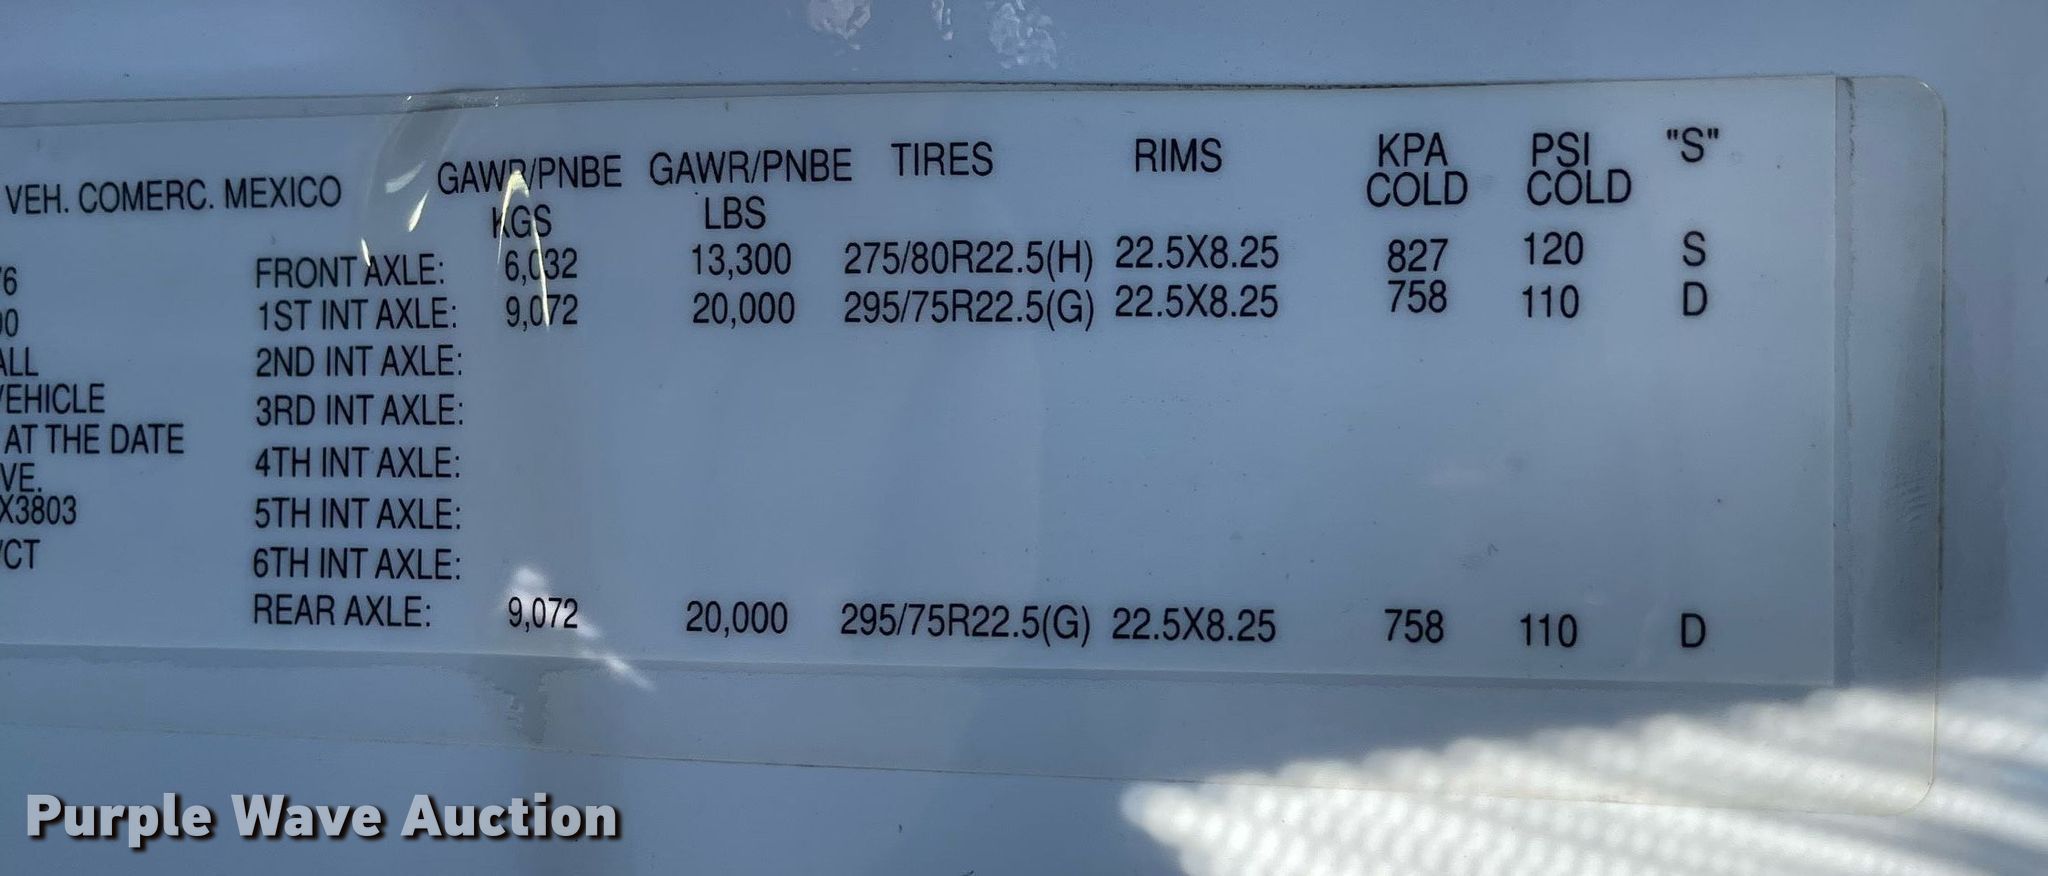 VEH. COMERC. MEXICO GAWR/PNBE KGS GAWR/PNBE LBS TIRES RIMS KPA COLD PSI COLD "S"
FRONT AXLE: 6,032 13,300 275/80R22.5(H) 22.5X8.25 827 120 S
1ST INT AXLE: 9,072 20,000 295/75R22.5(G) 22.5X8.25 758 110 D
ALL 2ND INT AXLE:
VEHICLE 3RD INT AXLE:
AT THE DATE 4TH INT AXLE:
VE.
X3803 5TH INT AXLE:
/CT 6TH INT AXLE:
REAR AXLE: 9,072 20,000 295/75R22.5(G) 22.5X8.25 758 110 D
Purple Wave Auction